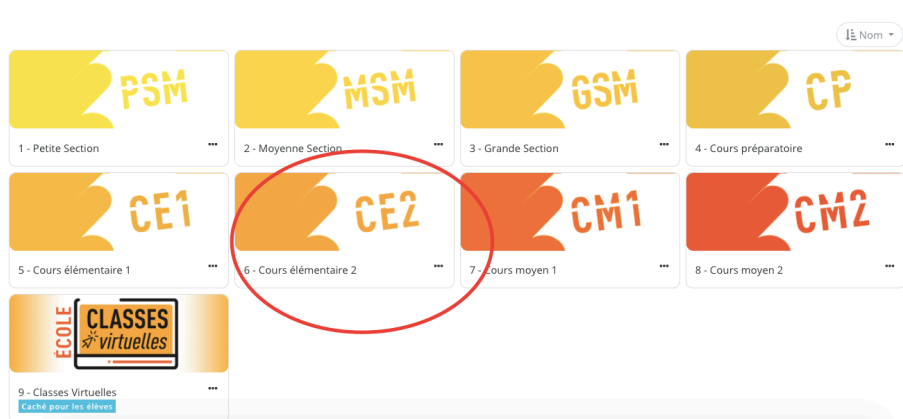 Nom
PSM
MSM
GSM
CP
1 - Petite Section
2 - Moyenne Section
3 - Grande Section
4 - Cours préparatoire
CE1
CE2
CM1
CM2
5 - Cours élémentaire 1
6 - Cours élémentaire 2
7 - Cours moyen 1
8 - Cours moyen 2
ÉCOLE
CLASSES
virtuelles
9 - Classes Virtuelles
Caché pour les élèves